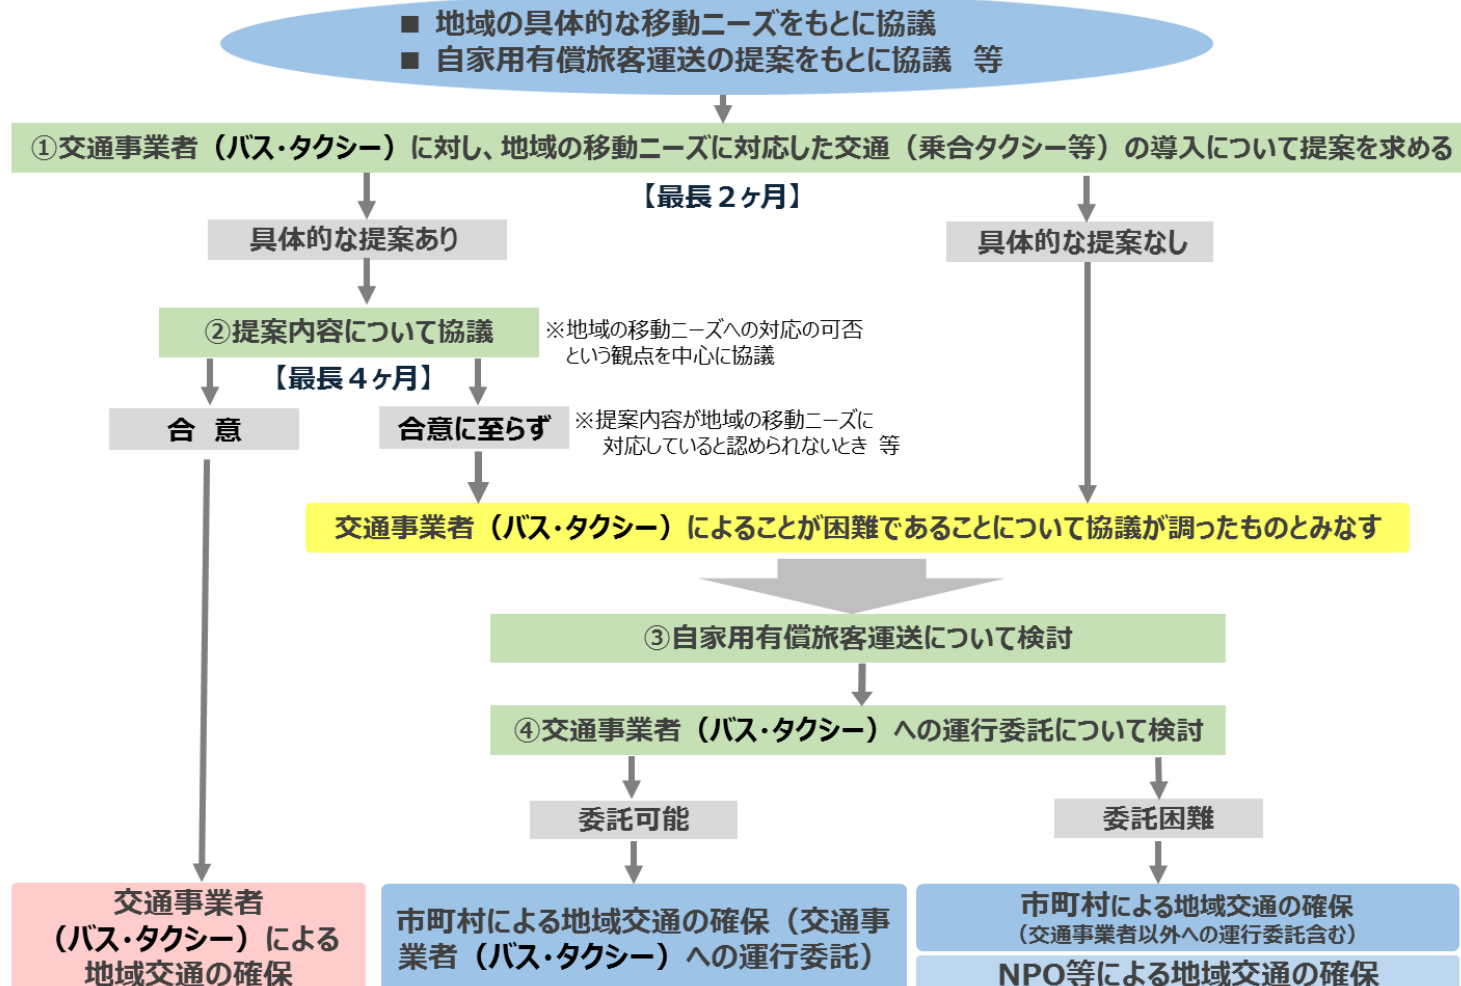 ■ 地域の具体的な移動ニーズをもとに協議
■ 自家用有償旅客運送の提案をもとに協議 等
①交通事業者（バス・タクシー）に対し、地域の移動ニーズに対応した交通（乗合タクシー等）の導入について提案を求める
【最長２ヶ月】
具体的な提案あり
具体的な提案なし
②提案内容について協議
※地域の移動ニーズへの対応の可否
という観点を中心に協議
【最長４ヶ月】
合 意
合意に至らず
※提案内容が地域の移動ニーズに
対応していると認められないとき 等
交通事業者（バス・タクシー）によることが困難であることについて協議が調ったものとみなす
③自家用有償旅客運送について検討
④交通事業者（バス・タクシー）への運行委託について検討
委託可能
委託困難
交通事業者
（バス・タクシー）による
地域交通の確保
市町村による地域交通の確保（交通事
業者（バス・タクシー）への運行委託）
市町村による地域交通の確保
（交通事業者以外への運行委託含む）
NPO等による地域交通の確保